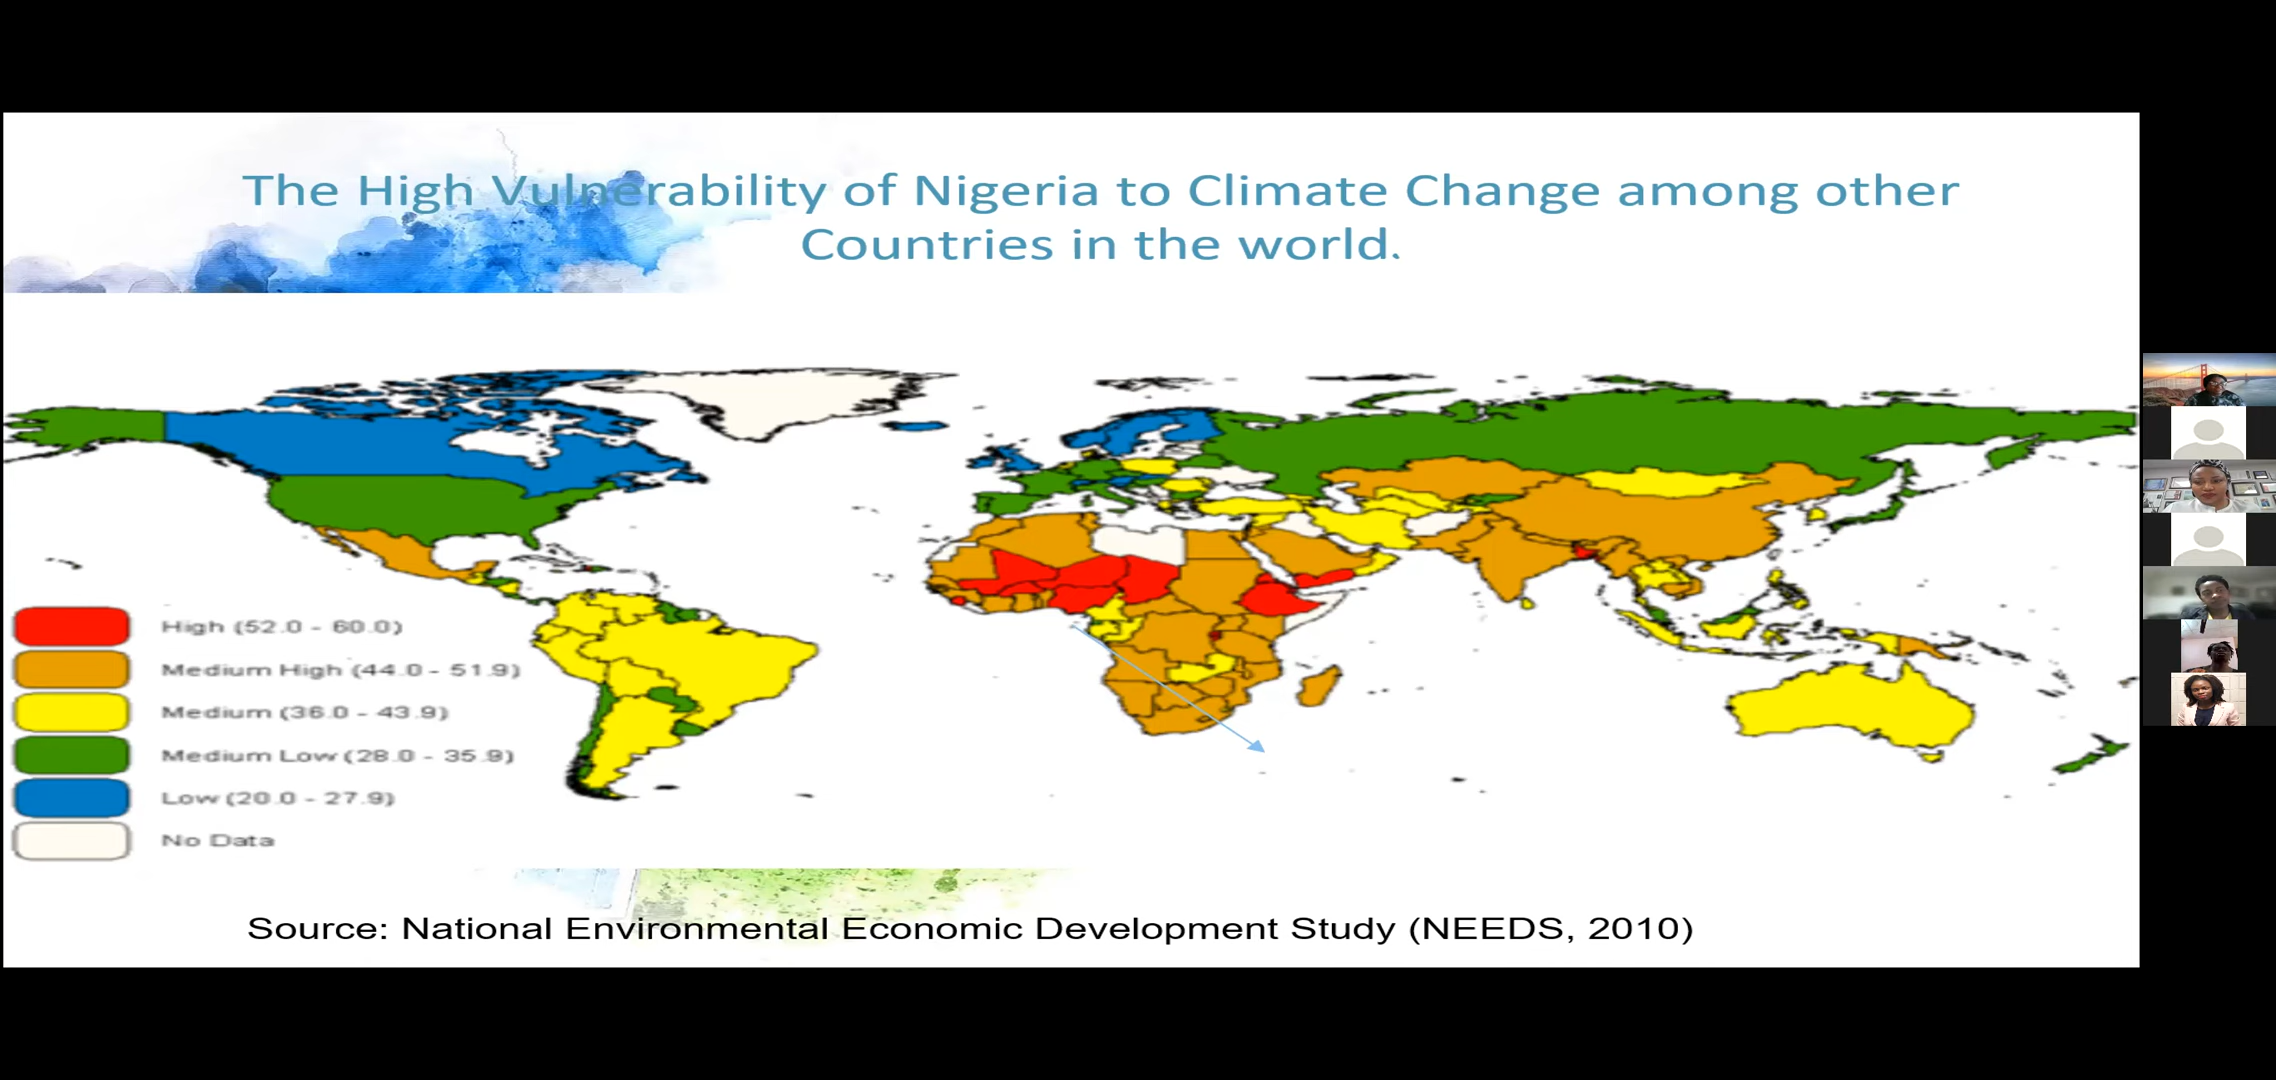 The High Vulnerability of Nigeria to Climate Change among other
Countries in the world.
High (52.0 - 60.0)
Medium High (44.0 - 51.9)
Medium (36.0 - 43.9)
Medium Low (28.0 - 35.9)
Low (20.0 - 27.9)
No Data
Source: National Environmental Economic Development Study (NEEDS, 2010)